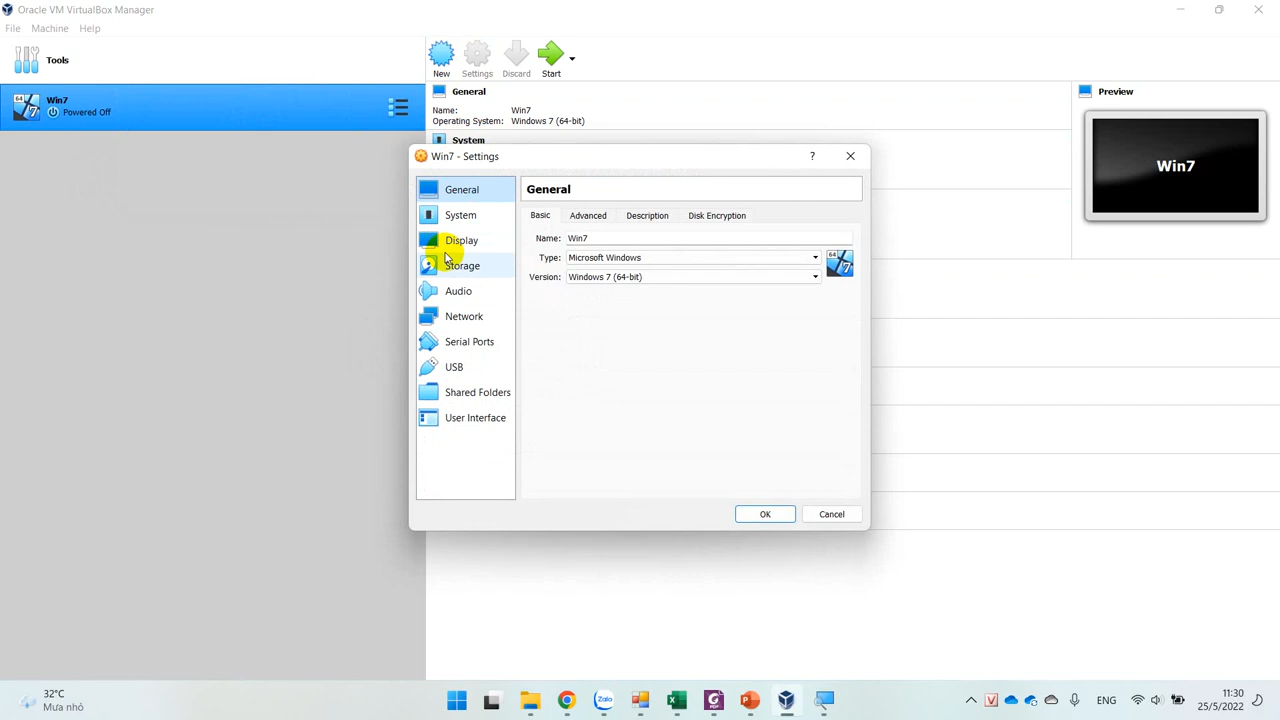 Oracle VM VirtualBox Manager
File Machine Help
Tools
New Settings Discard Start
64 7
Win7
Powered Off
General
Name: Win7
Operating System: Windows 7 (64-bit)
System
Preview
Win7
Win7 - Settings
?
General
System
Display
Storage
Audio
Network
Serial Ports
USB
Shared Folders
User Interface
General
Basic Advanced Description Disk Encryption
Name: Win7
Type: Microsoft Windows
Version: Windows 7 (64-bit)
64 7
OK Cancel
32°C
Mưa nhỏ
Zalo
ENG
11:30
25/5/2022